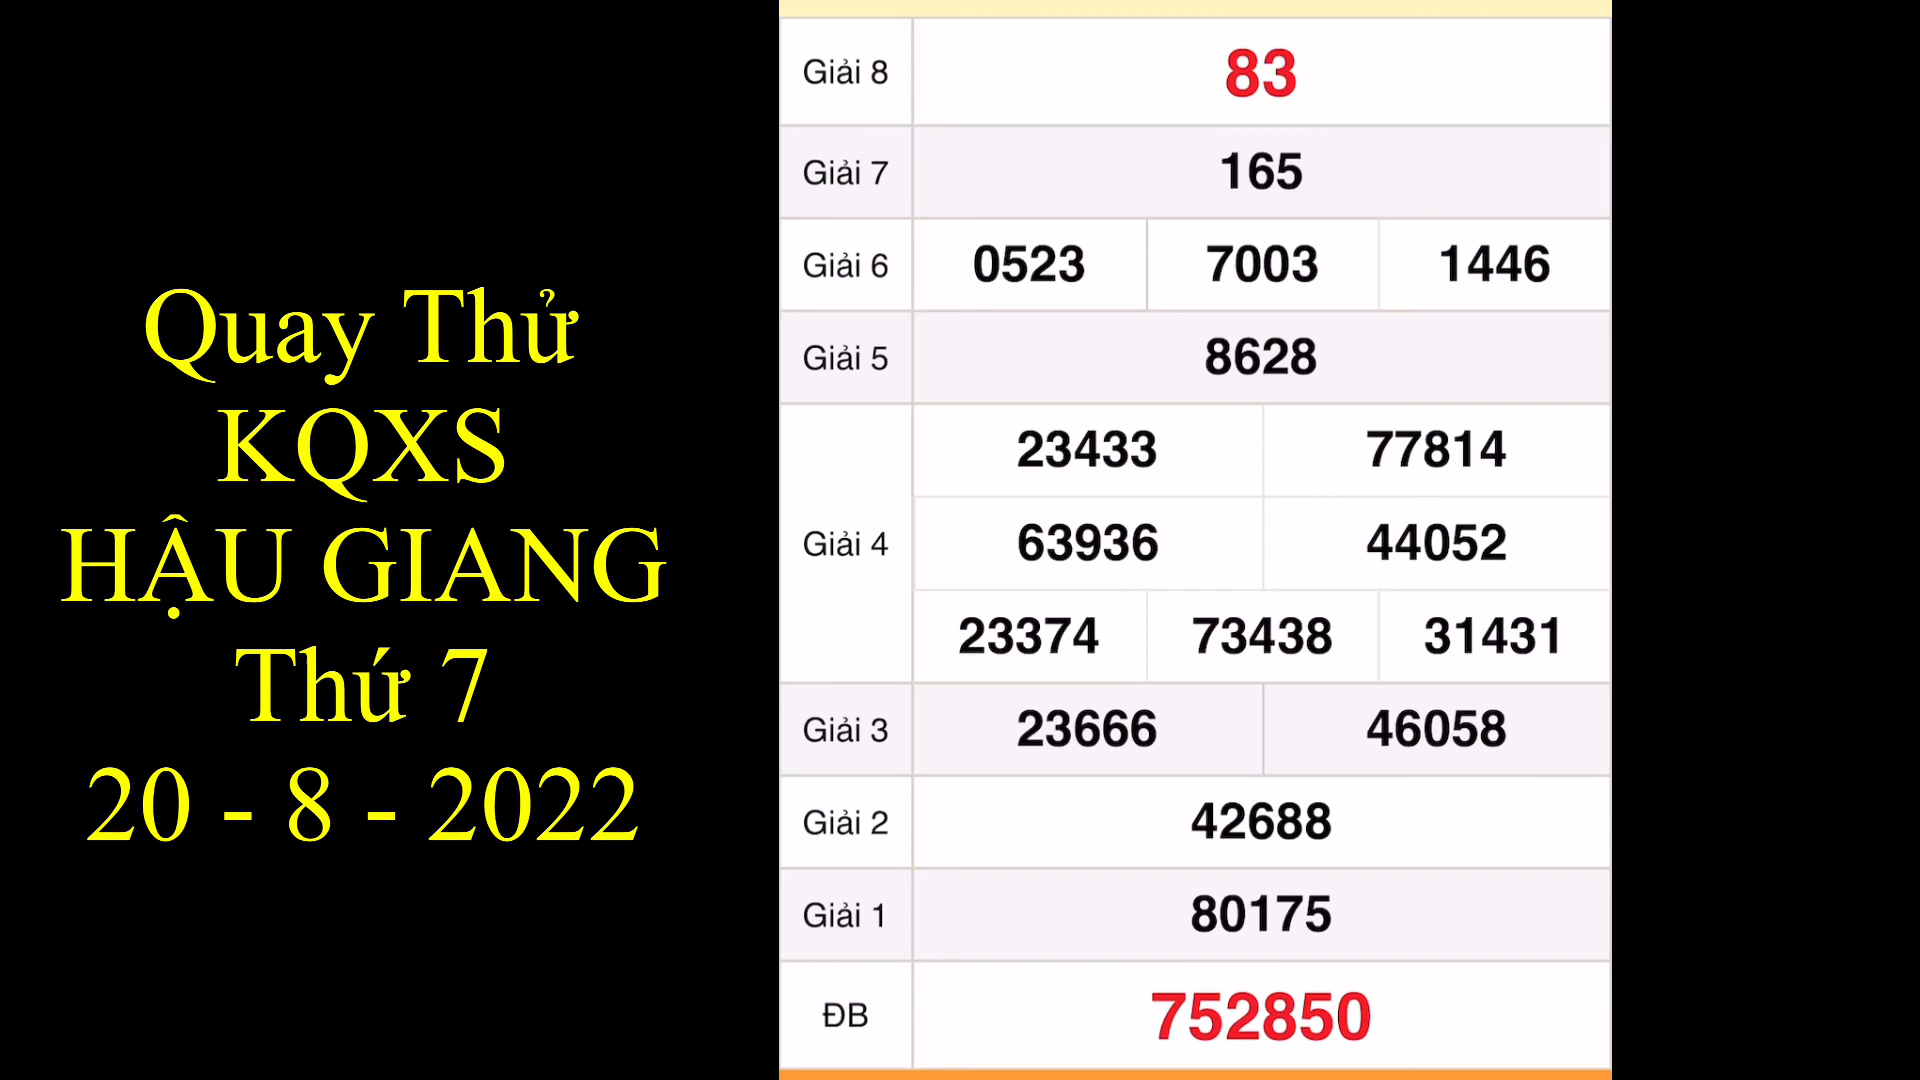 Quay Thử
KQXS
HẬU GIANG
Thứ 7
20 - 8 - 2022
Giải 8 83
Giải 7 165
Giải 6 0523 7003 1446
Giải 5 8628
Giải 4 23433 77814
63936 44052
23374 73438 31431
Giải 3 23666 46058
Giải 2 42688
Giải 1 80175
ĐB 752850